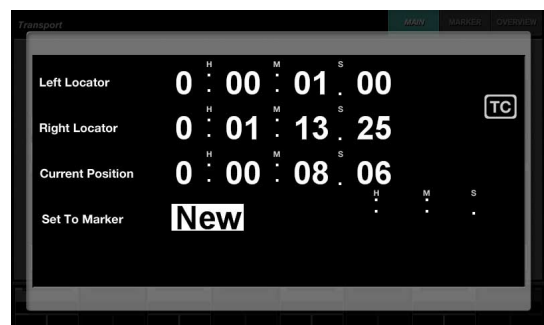 Transport MAIN MARKER OVERVIEW
H M S
Left Locator 0 : 00 : 01 . 00
TC
H M S
Right Locator 0 : 01 : 13 . 25
H M S
Current Position 0 : 00 : 08 . 06
H M S
Set To Marker New : : .